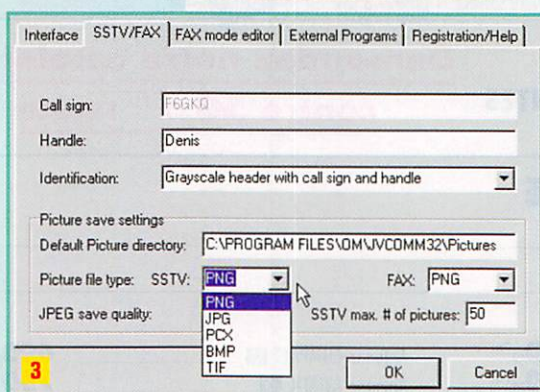 Interface SSTV/FAX FAX mode editor External Programs Registration/Help
Call sign: F6GKQ
Handle: Denis
Identification: Grayscale header with call sign and handle
Picture save settings
Default Picture directory: C:\PROGRAM FILES\OM\JVCOMM32\Pictures
Picture file type: SSTV: PNG FAX: PNG
PNG
JPG
PCX
BMP
TIF
JPEG save quality: SSTV max. # of pictures: 50
3 OK Cancel